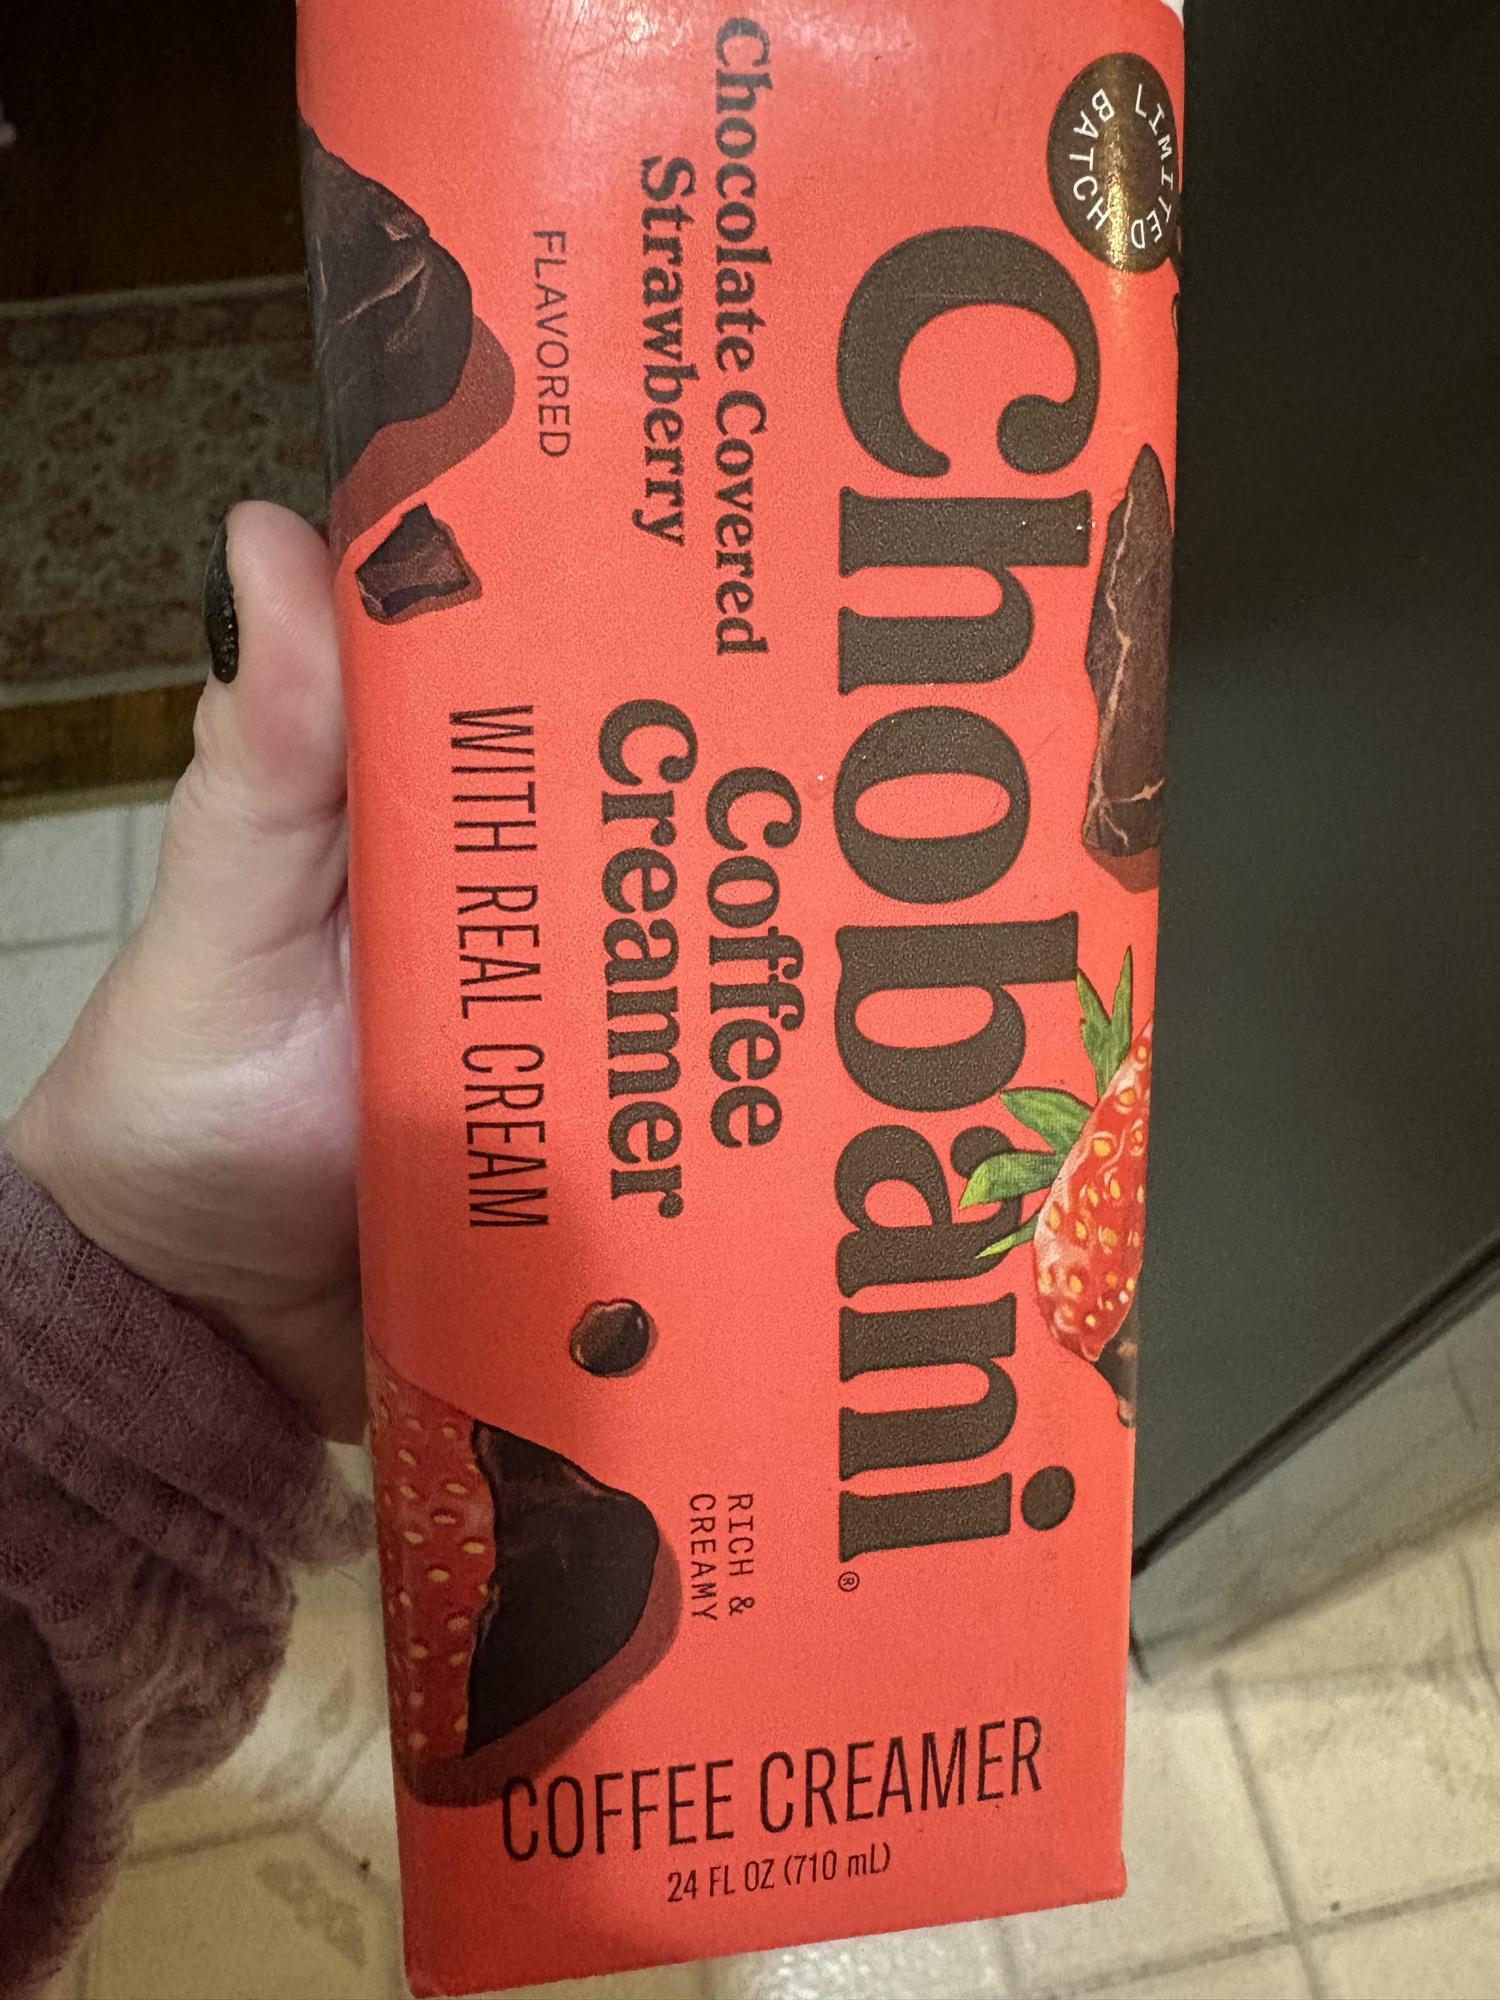 LIMITED BATCH
Chobani®
Chocolate Covered
Strawberry
FLAVORED
Coffee
Creamer
WITH REAL CREAM
RICH &
CREAMY
COFFEE CREAMER
24 FL OZ (710 mL)